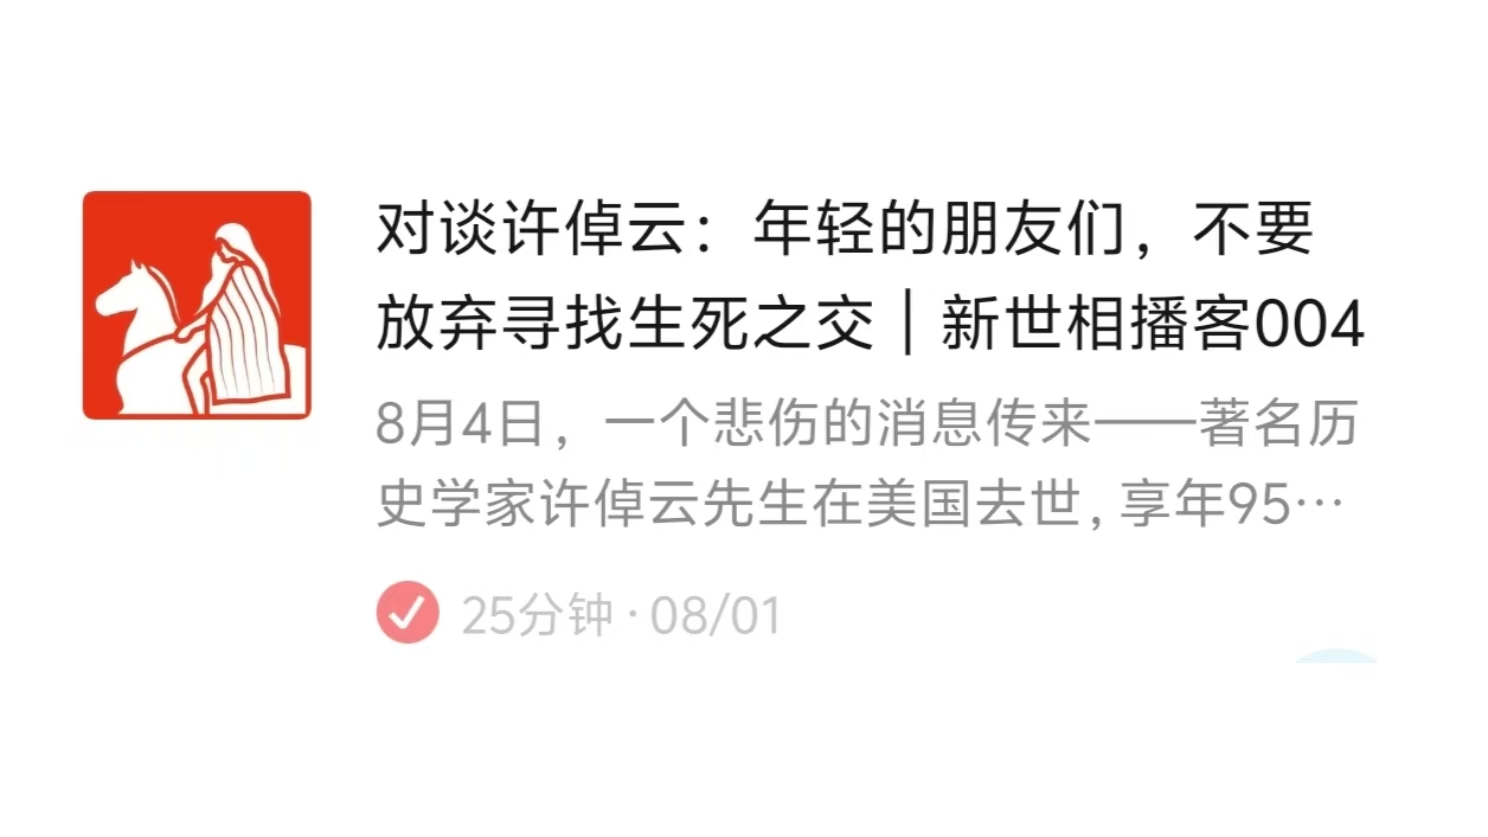 对谈许倬云：年轻的朋友们，不要
放弃寻找生死之交｜新世相播客004
8月4日，一个悲伤的消息传来——著名历
史学家许倬云先生在美国去世，享年95…
25分钟·08/01